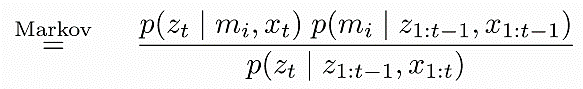 Markov
= p(z_t | m_i, x_t) p(m_i | z_{1:t−1}, x_{1:t−1})
p(z_t | z_{1:t−1}, x_{1:t})